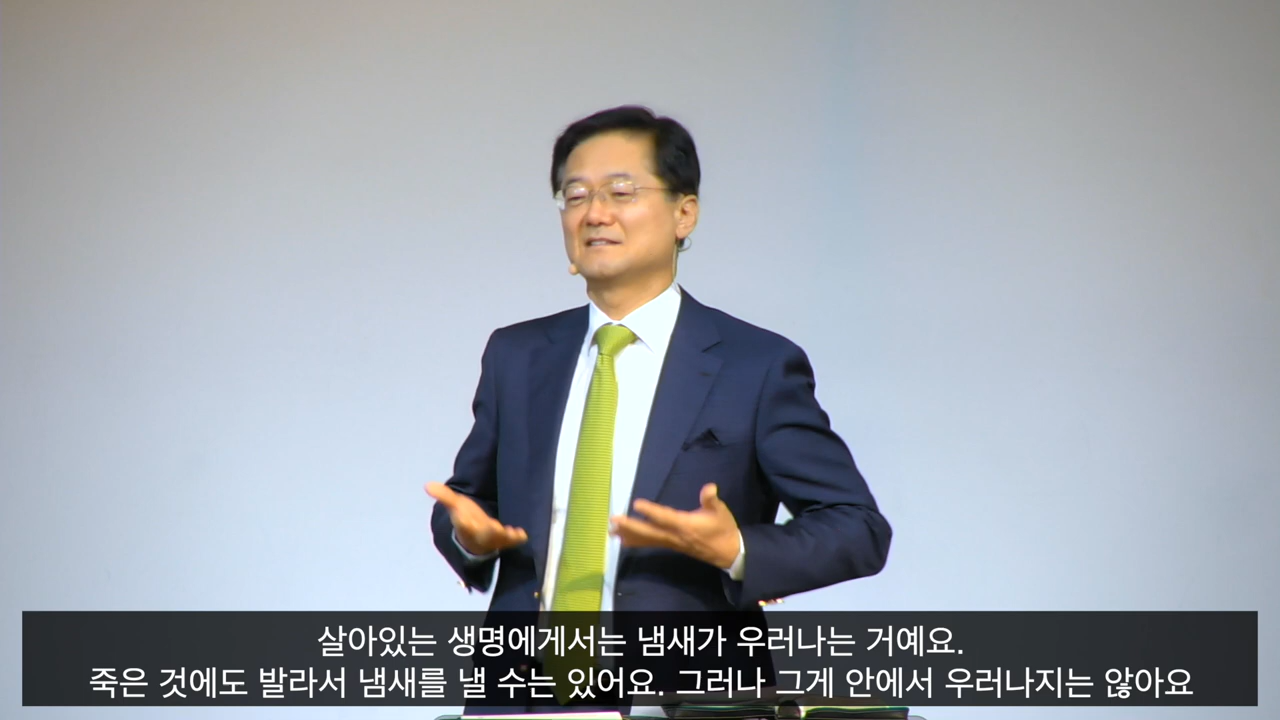 살아있는 생명에게서는 냄새가 우러나는 거예요.
죽은 것에도 발라서 냄새를 낼 수는 있어요. 그러나 그게 안에서 우러나지는 않아요